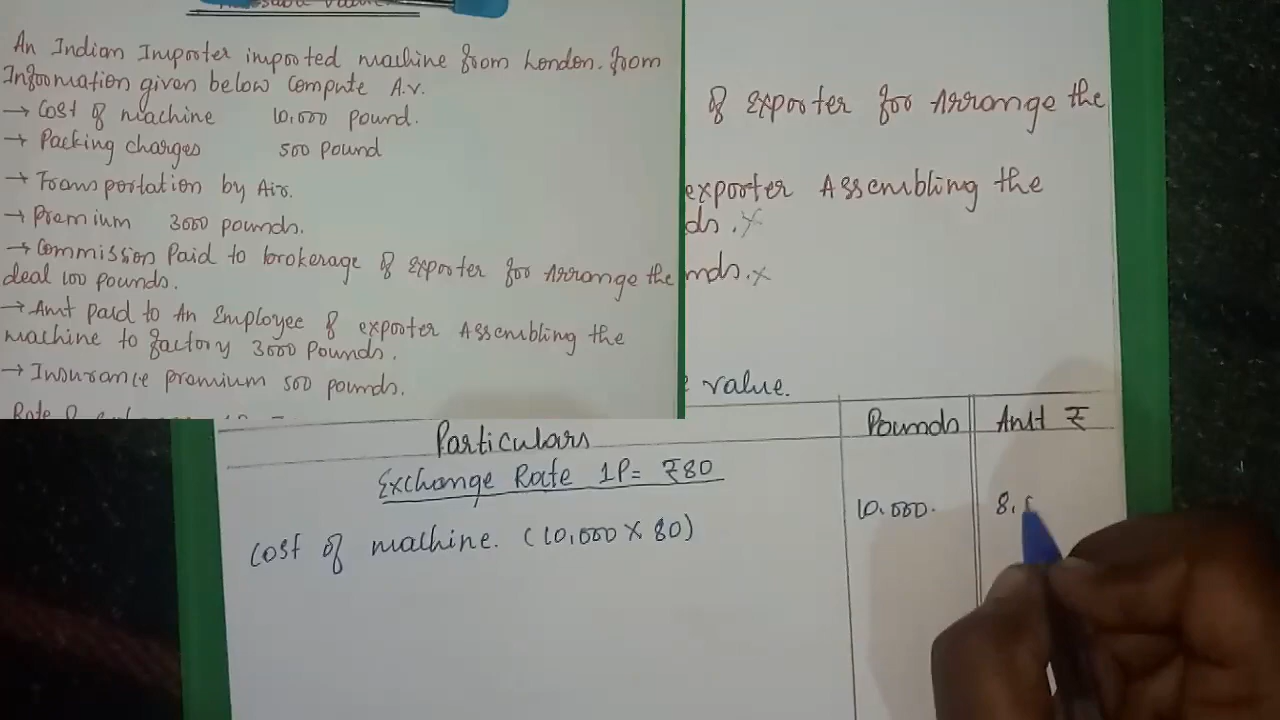 An Indian Importer imported machine from London. from
Information given below compute A.V.
→ Cost of machine 10,000 pound.
→ Packing charges 500 pound
→ Transportation by Air.
→ Premium 3000 pounds.
→ Commission Paid to brokerage of exporter for Arrange the
deal 100 pounds.
→ Amt paid to An Employee of exporter Assembling the
machine to factory 3000 Pounds.
→ Insurance premium 500 pounds.
of exporter for Arrange the
exporter Assembling the
ds. ×
nds. ×
value.
Particulars Pounds Amt ₹
Exchange Rate 1P = ₹80
Cost of machine. (10,000 × 80) 10.000. 8,